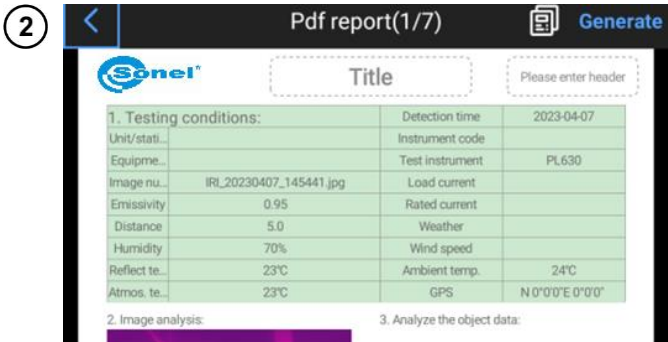 2
Pdf report(1/7) Generate
Sonel®
Title
Please enter header
1. Testing conditions: Detection time 2023-04-07
Unit/stati... Instrument code
Equipme... Test instrument PL630
Image nu... IRI_20230407_145441.jpg Load current
Emissivity 0.95 Rated current
Distance 5.0 Weather
Humidity 70% Wind speed
Reflect te... 23°C Ambient temp. 24°C
Atmos. te... 23°C GPS N 0°0'0"E 0°0'0"
2. Image analysis: 3. Analyze the object data: